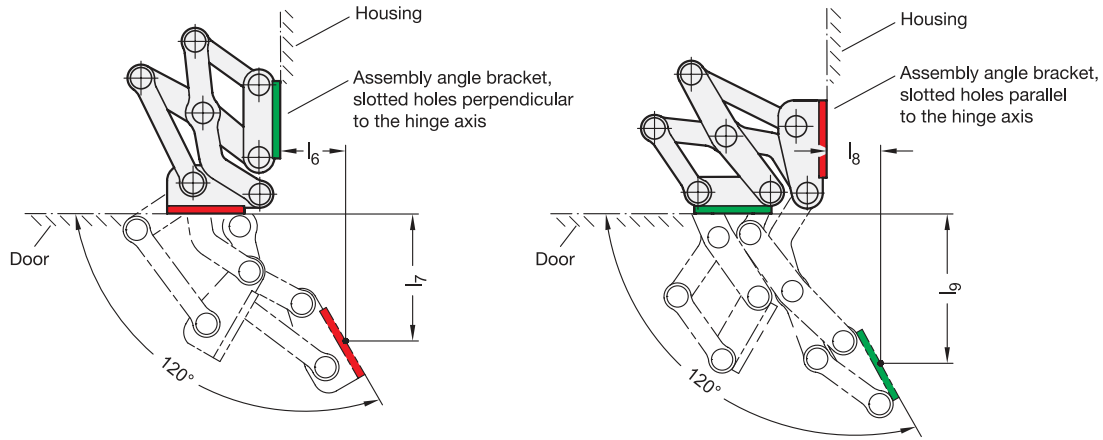 Housing
Assembly angle bracket,
slotted holes perpendicular
to the hinge axis
l6
Door
l7
120°
Housing
Assembly angle bracket,
slotted holes parallel
to the hinge axis
l8
Door
l9
120°